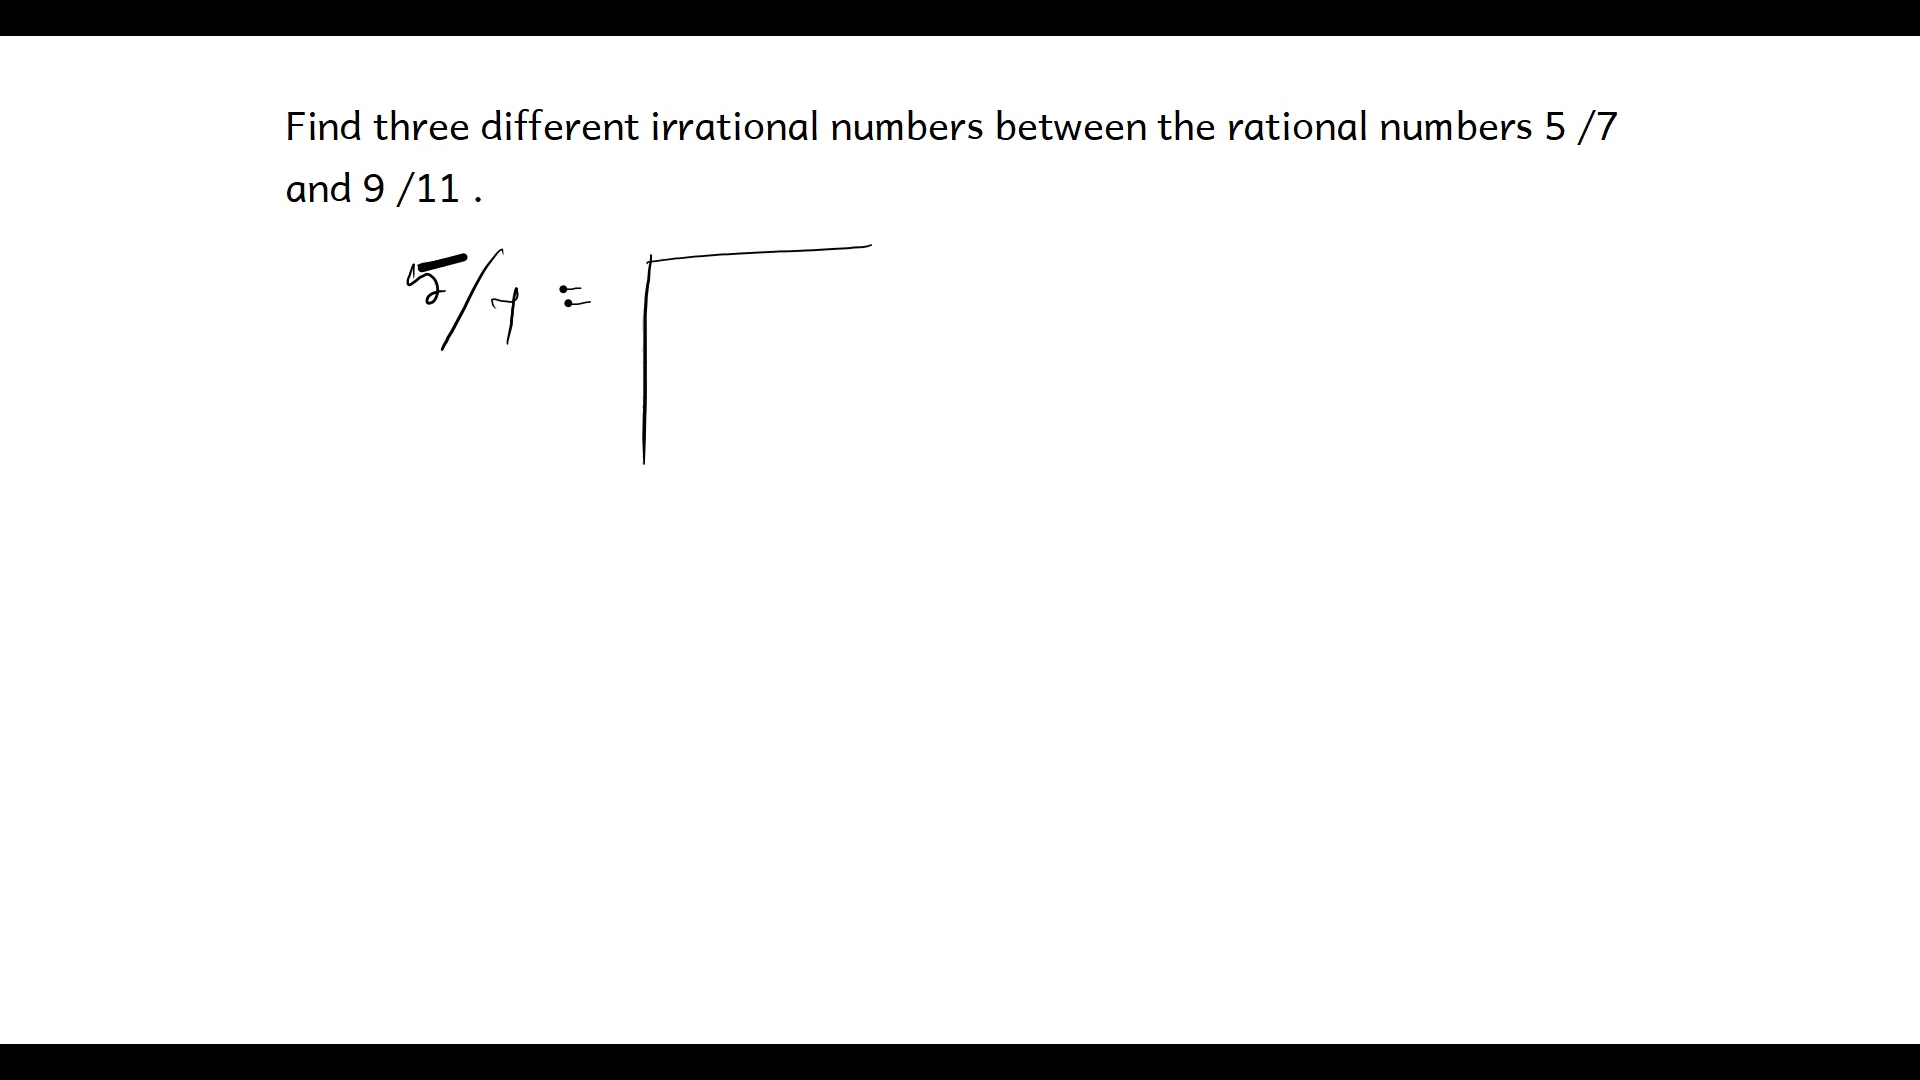 Find three different irrational numbers between the rational numbers 5 /7
and 9 /11 .
5/7 =